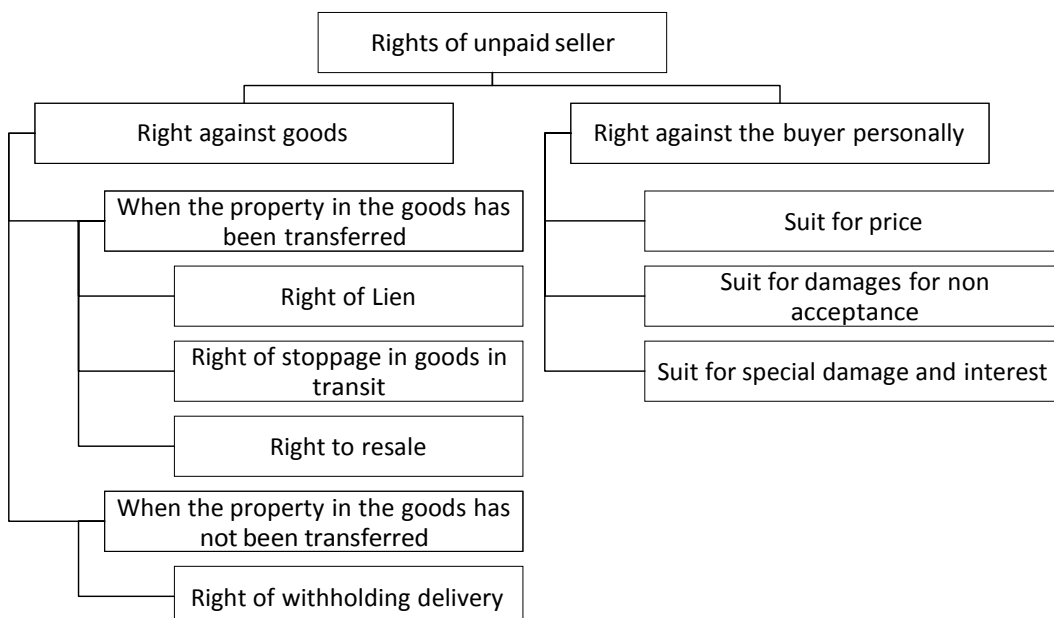 Rights of unpaid seller
Right against goods
When the property in the goods has
been transferred
Right of Lien
Right of stoppage in goods in
transit
Right to resale
When the property in the goods has
not been transferred
Right of withholding delivery
Right against the buyer personally
Suit for price
Suit for damages for non
acceptance
Suit for special damage and interest